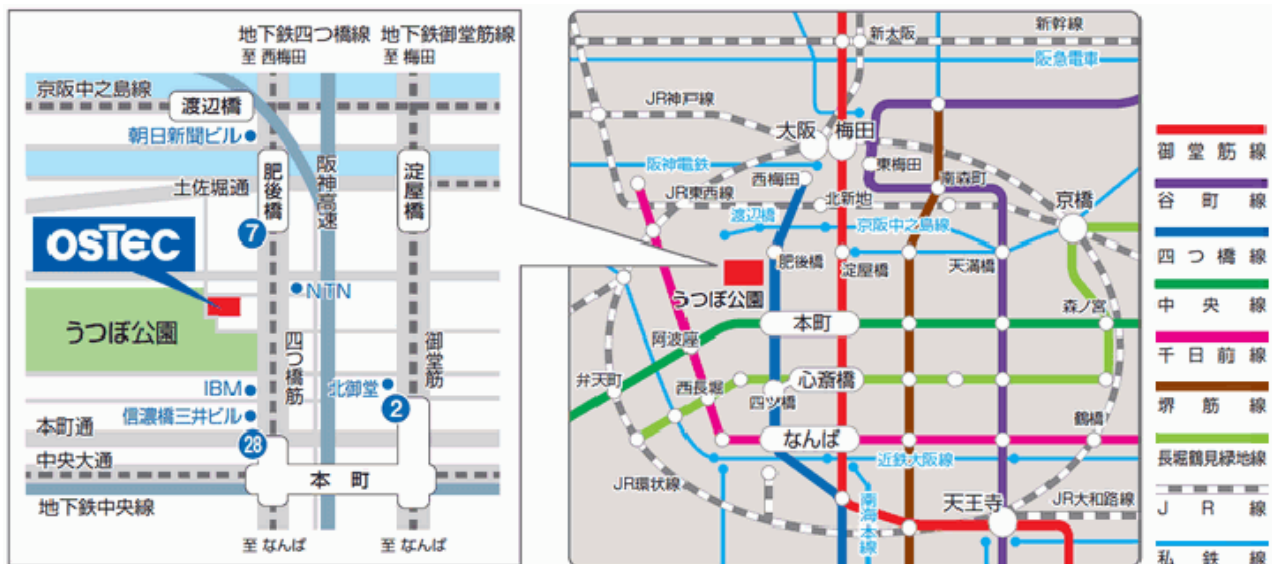 地下鉄四つ橋線
至 西梅田
地下鉄御堂筋線
至 梅田
京阪中之島線
渡辺橋
朝日新聞ビル
土佐堀通
肥後橋
阪神高速
淀屋橋
7
OSTEC
NTN
うつぼ公園
四つ橋筋
御堂筋
IBM
北御堂
2
信濃橋三井ビル
本町通
28
中央大通
本町
地下鉄中央線
至 なんば
至 なんば
新幹線
新大阪
阪急電車
JR神戸線
大阪
梅田
東梅田
阪神電鉄
西梅田
南森町
JR東西線
北新地
京橋
渡辺橋
京阪中之島線
肥後橋
淀屋橋
天満橋
うつぼ公園
森ノ宮
本町
阿波座
弁天町
心斎橋
西長堀
四ツ橋
なんば
鶴橋
近鉄大阪線
JR環状線
南海本線
天王寺
JR大和路線
御堂筋線
谷町線
四つ橋線
中央線
千日前線
堺筋線
長堀鶴見緑地線
JR線
私鉄線